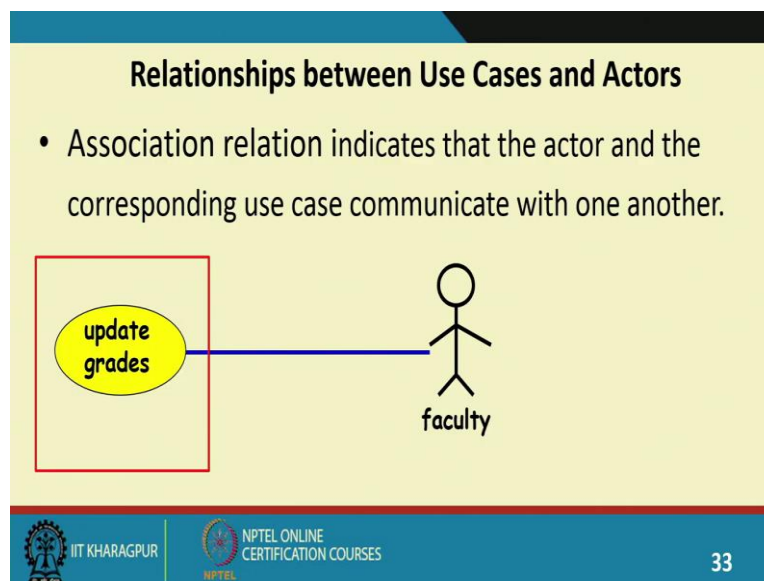 Relationships between Use Cases and Actors
• Association relation indicates that the actor and the
corresponding use case communicate with one another.
update
grades
faculty
IIT KHARAGPUR
NPTEL
NPTEL ONLINE
CERTIFICATION COURSES
33